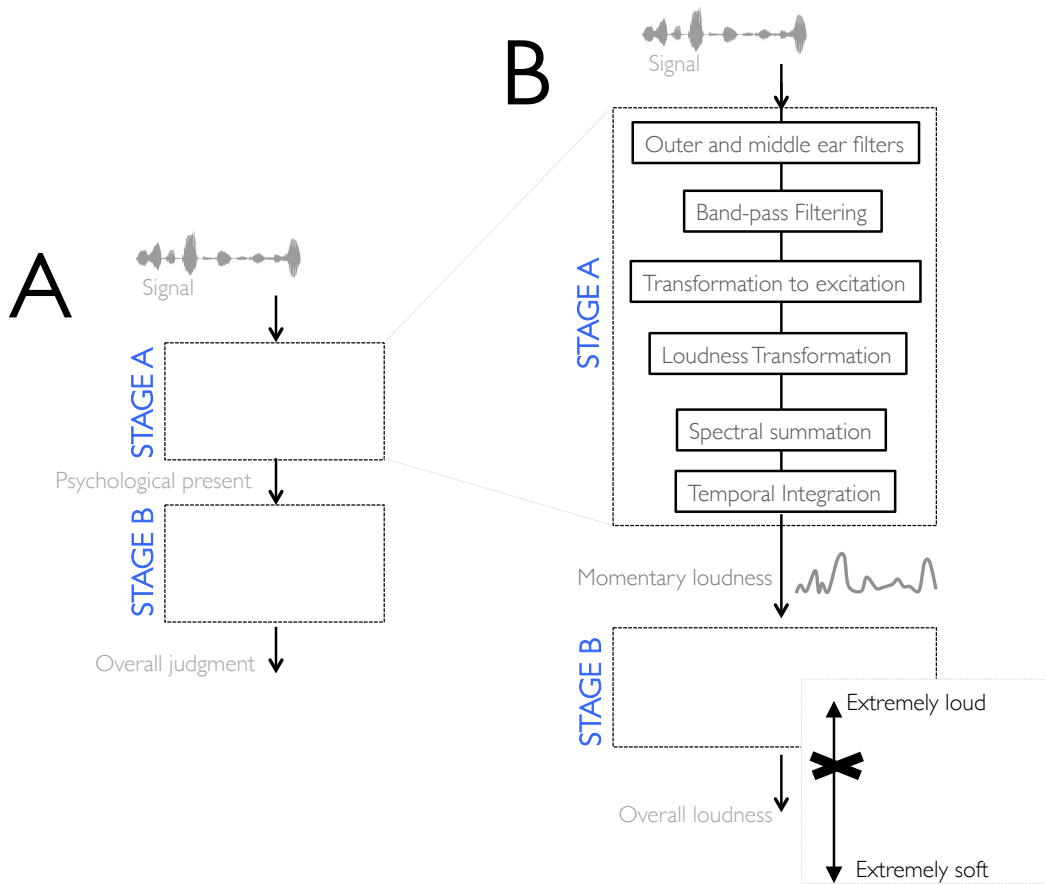 A
Signal
STAGE A
Psychological present
STAGE B
Overall judgment
B
Signal
STAGE A
Outer and middle ear filters
Band-pass Filtering
Transformation to excitation
Loudness Transformation
Spectral summation
Temporal Integration
Momentary loudness
STAGE B
Extremely loud
Overall loudness
Extremely soft